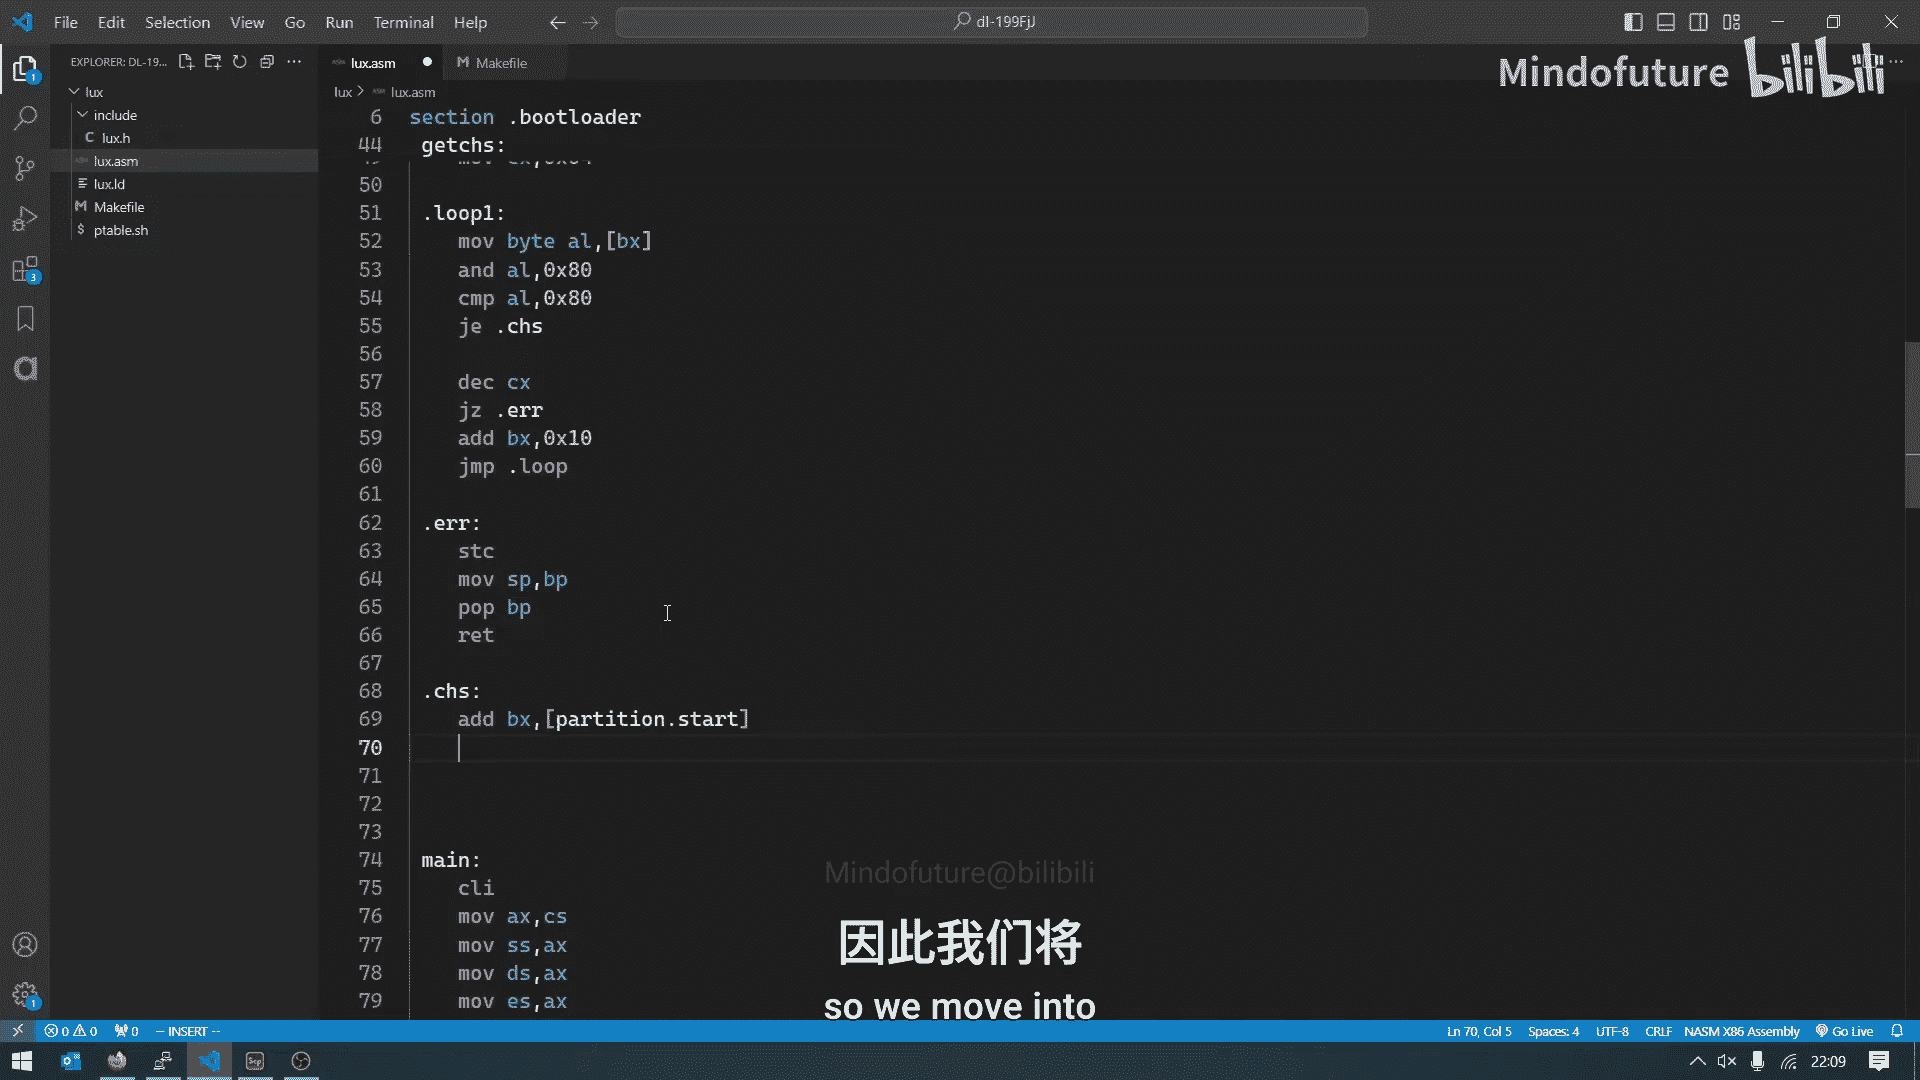 File Edit Selection View Go Run Terminal Help
dl-199FjJ
EXPLORER: DL-19...
lux.asm
Makefile
Mindofuture bilibili
lux
include
C lux.h
lux.asm
lux.ld
M Makefile
$ ptable.sh
lux > lux.asm
6 section .bootloader
44 getchs:
50
51 .loop1:
52 mov byte al,[bx]
53 and al,0x80
54 cmp al,0x80
55 je .chs
56
57 dec cx
58 jz .err
59 add bx,0x10
60 jmp .loop
61
62 .err:
63 stc
64 mov sp,bp
65 pop bp
66 ret
67
68 .chs:
69 add bx,[partition.start]
70
71
72
73
74 main:
75 cli
76 mov ax,cs
77 mov ss,ax
78 mov ds,ax
79 mov es,ax
Mindofuture@bilibili
因此我们将
so we move into
0 0 0 -- INSERT --
Ln 70, Col 5 Spaces: 4 UTF-8 CRLF NASM X86 Assembly Go Live
22:09